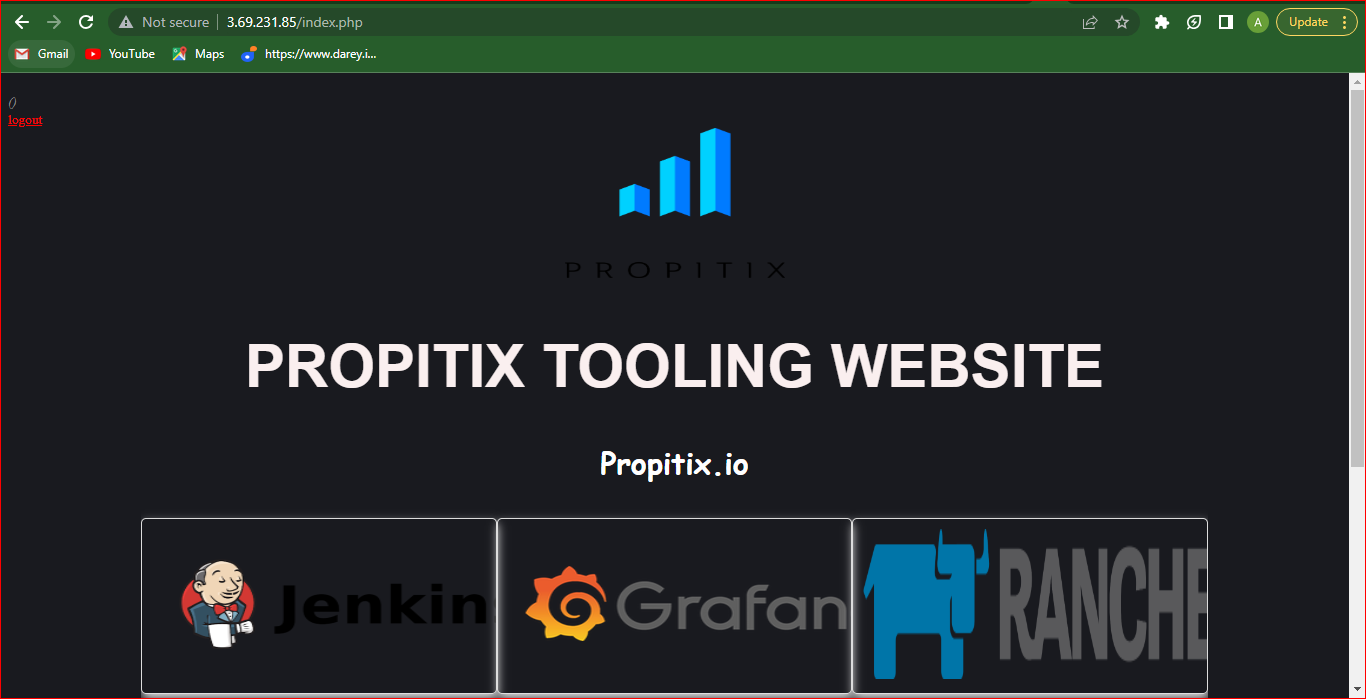 Not secure 3.69.231.85/index.php
A
Update
Gmail YouTube Maps https://www.darey.i...
()
logout
PROPITIX
PROPITIX TOOLING WEBSITE
Propitix.io
Jenkin Grafan RANCHE